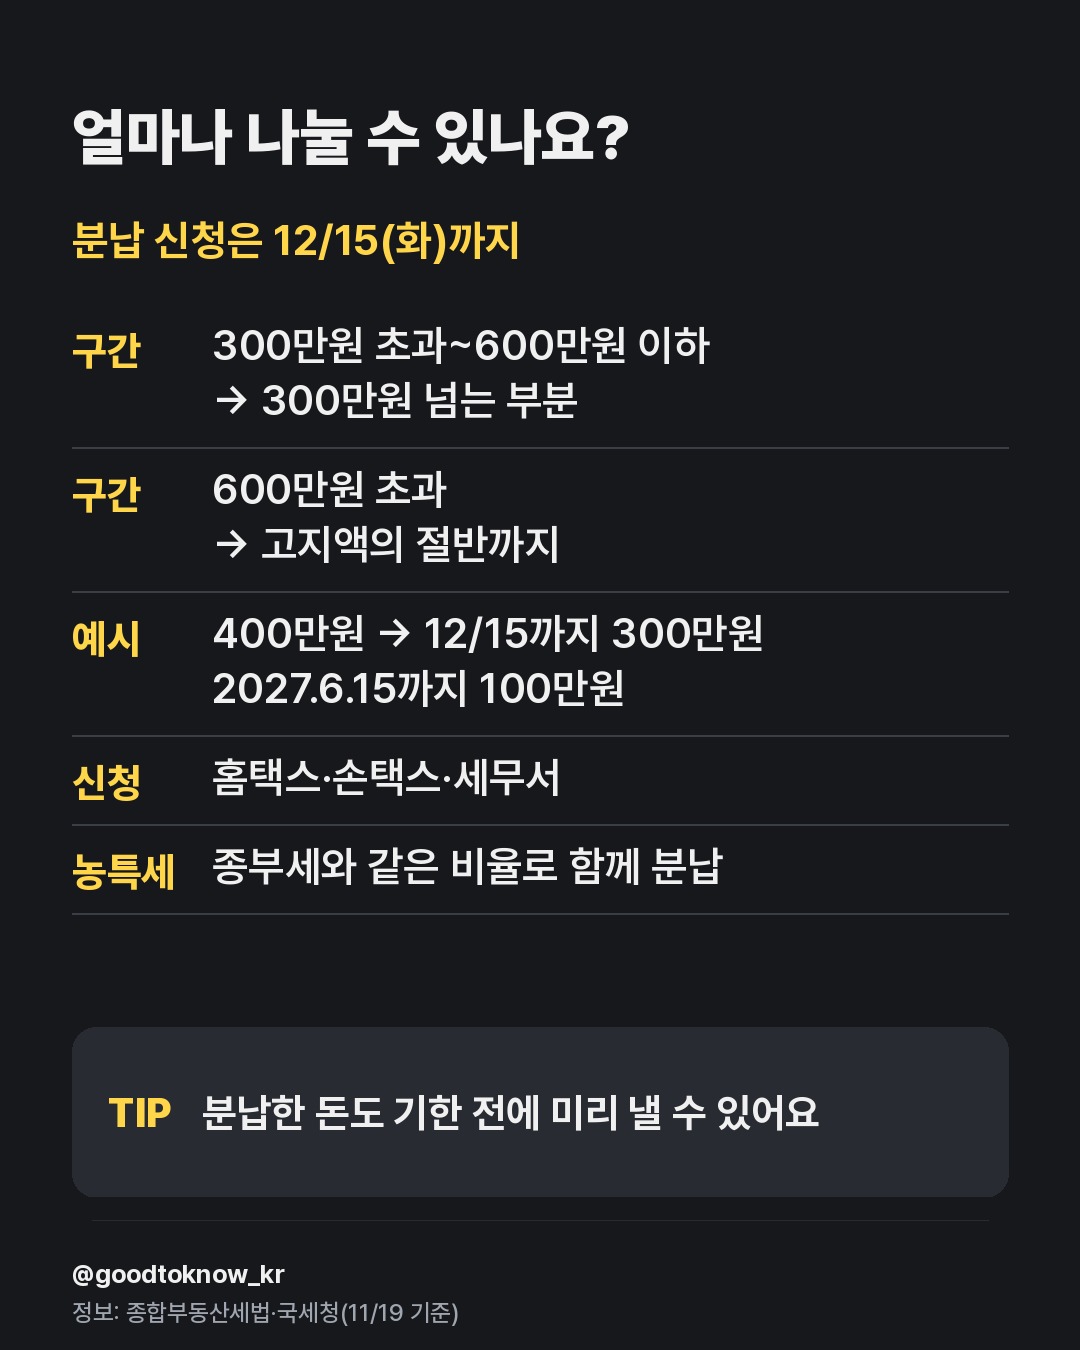 얼마나 나눌 수 있나요?
분납 신청은 12/15(화)까지
구간
300만원 초과~600만원 이하
→ 300만원 넘는 부분
구간
600만원 초과
→ 고지액의 절반까지
예시
400만원 → 12/15까지 300만원
2027.6.15까지 100만원
신청
홈택스·손택스·세무서
농특세
종부세와 같은 비율로 함께 분납
TIP 분납한 돈도 기한 전에 미리 낼 수 있어요
@goodtoknow_kr
정보: 종합부동산세법·국세청(11/19 기준)